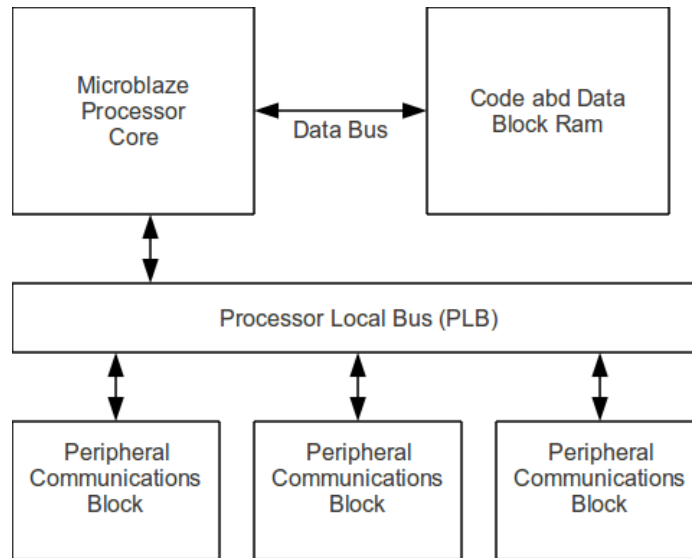 Microblaze
Processor
Core
Data Bus
Code abd Data
Block Ram
Processor Local Bus (PLB)
Peripheral
Communications
Block
Peripheral
Communications
Block
Peripheral
Communications
Block